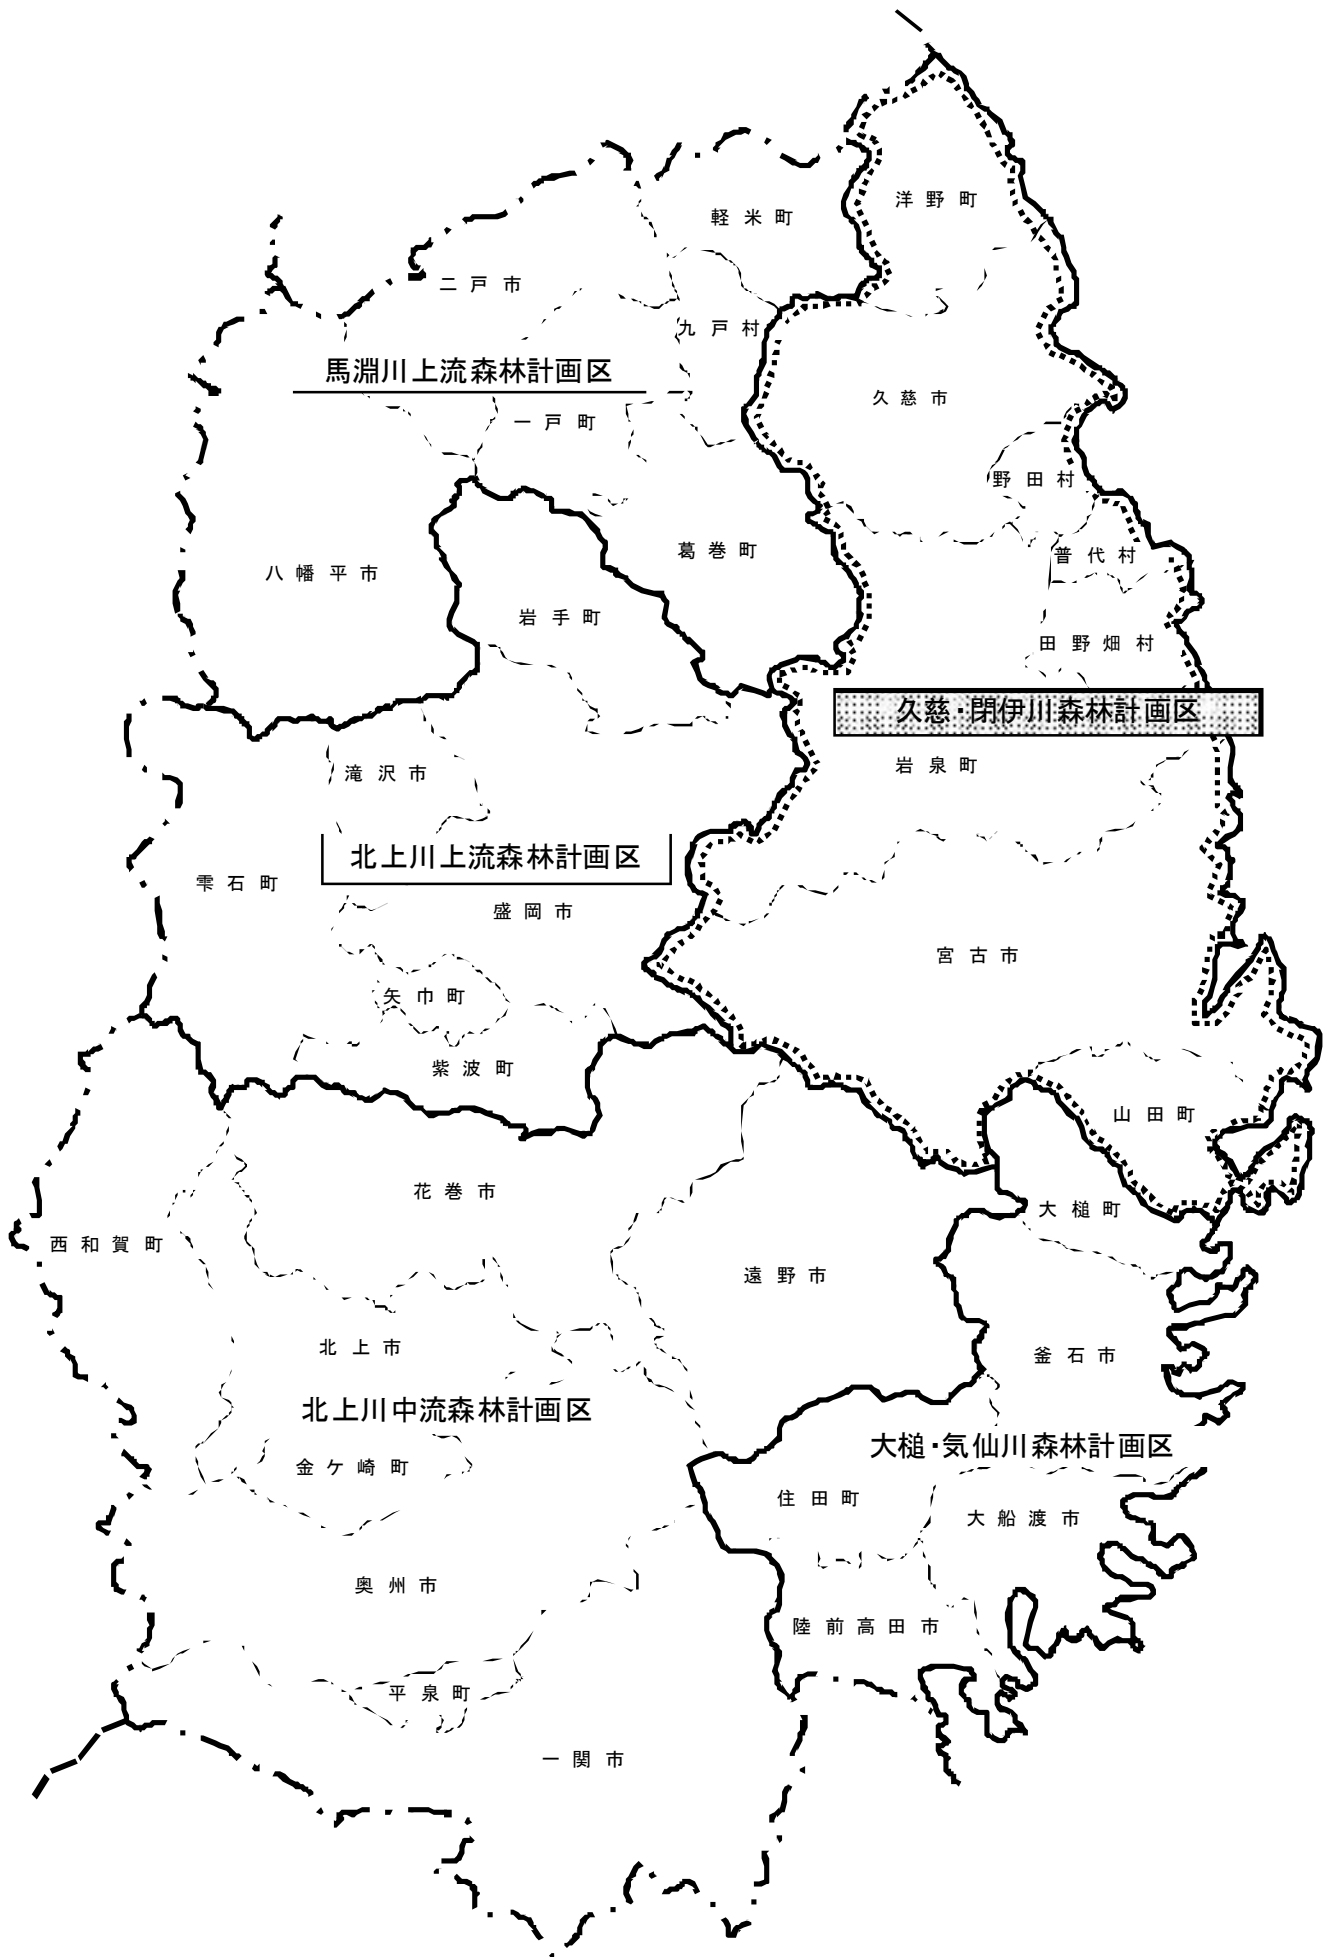 洋野町
軽米町
二戸市
九戸村
馬淵川上流森林計画区
久慈市
一戸町
野田村
葛巻町
普代村
八幡平市
岩手町
田野畑村
久慈・閉伊川森林計画区
岩泉町
滝沢市
北上川上流森林計画区
雫石町
盛岡市
宮古市
矢巾町
紫波町
山田町
花巻市
大槌町
西和賀町
遠野市
北上市
釜石市
北上川中流森林計画区
大槌・気仙川森林計画区
金ケ崎町
住田町
大船渡市
奥州市
陸前高田市
平泉町
一関市